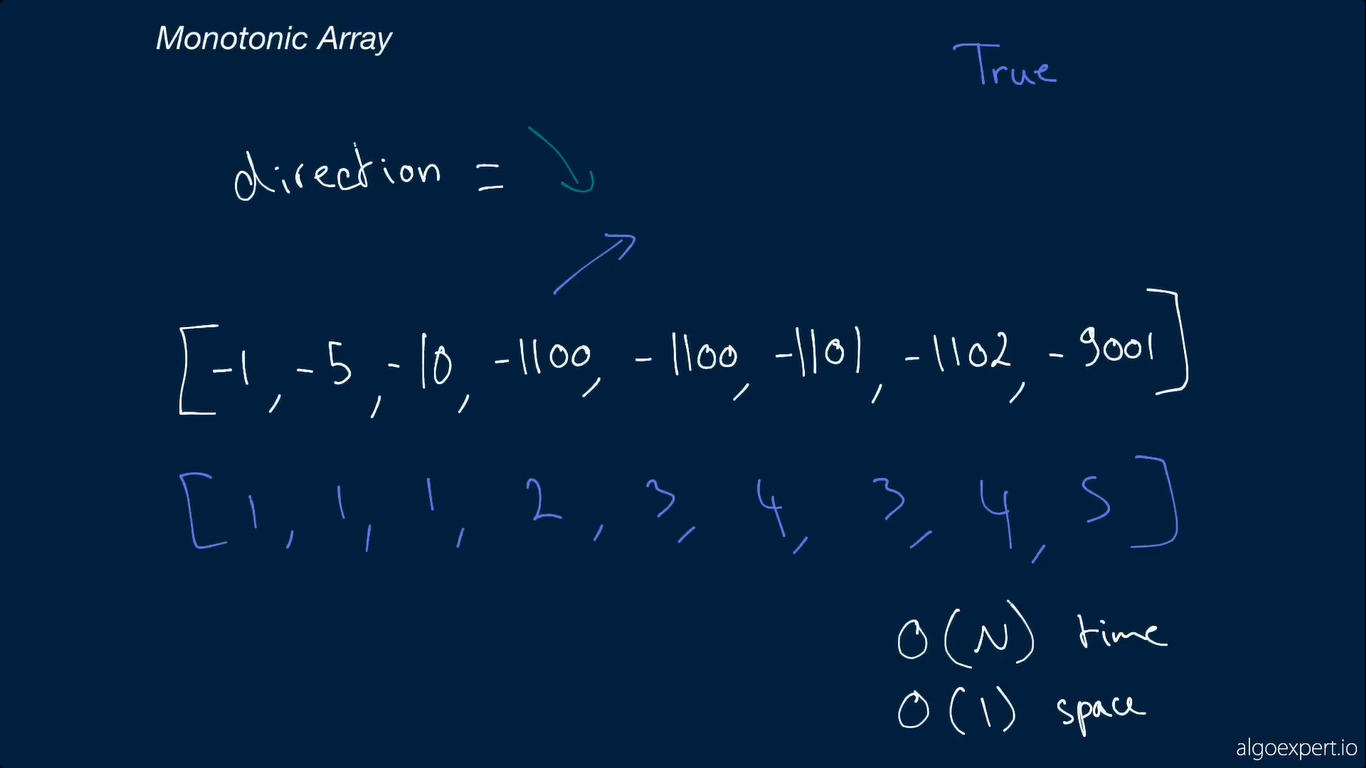 Monotonic Array
True
direction =
[-1, -5, -10, -1100, -1100, -1101, -1102, -9001]
[1, 1, 1, 2, 3, 4, 3, 4, 5]
O(N) time
O(1) space
algoexpert.io